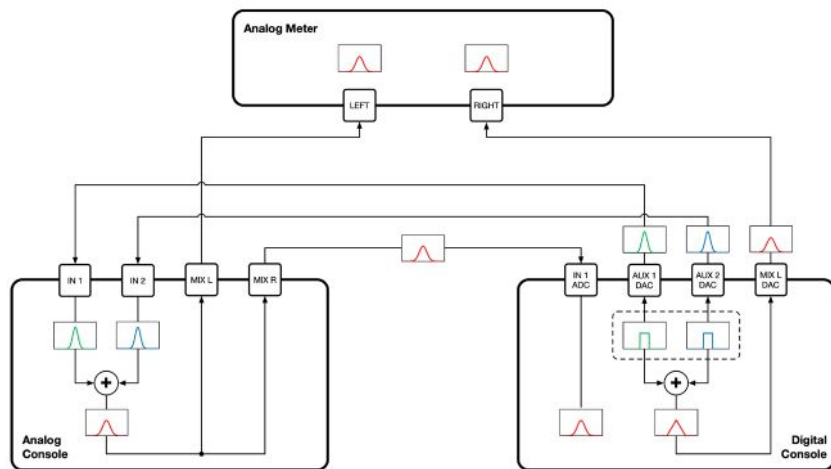 Analog Meter
LEFT
RIGHT
IN 1
IN 2
MIX L
MIX R
IN 1
ADC
AUX 1
DAC
AUX 2
DAC
MIX L
DAC
+
+
Analog
Console
Digital
Console